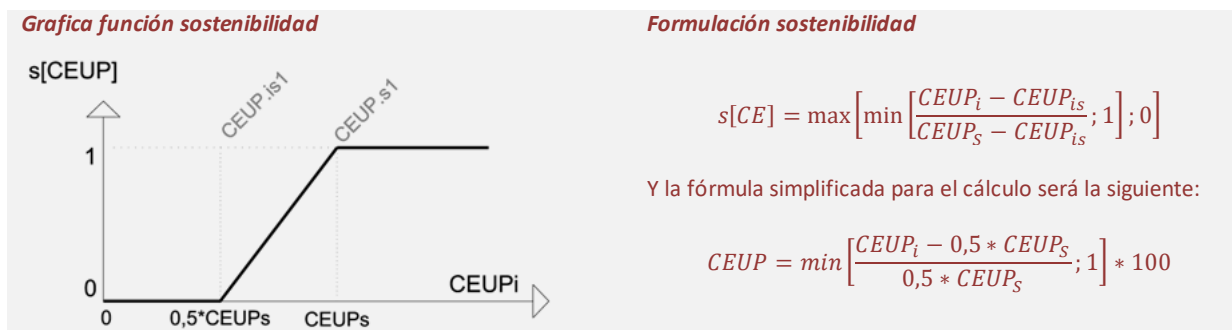 Grafica función sostenibilidad
s[CEUP]
CEUP.is1
CEUP.s1
1
0
CEUPi
0
0,5*CEUPs
CEUPs
Formulación sostenibilidad
s[CE] = max[min[(CEUP_i − CEUP_is)/(CEUP_S − CEUP_is); 1]; 0]
Y la fórmula simplificada para el cálculo será la siguiente:
CEUP = min[(CEUP_i − 0,5 * CEUP_S)/(0,5 * CEUP_S); 1] * 100